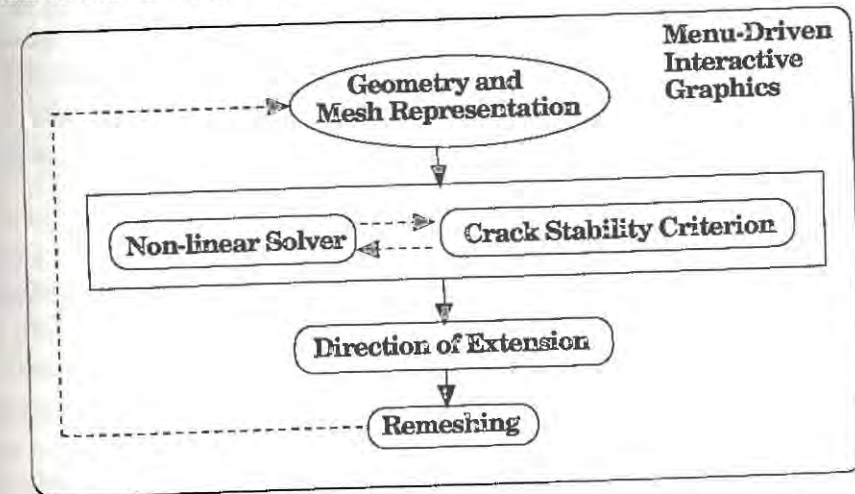 Menu-Driven
Interactive
Graphics
Geometry and
Mesh Representation
Non-linear Solver
Crack Stability Criterion
Direction of Extension
Remeshing